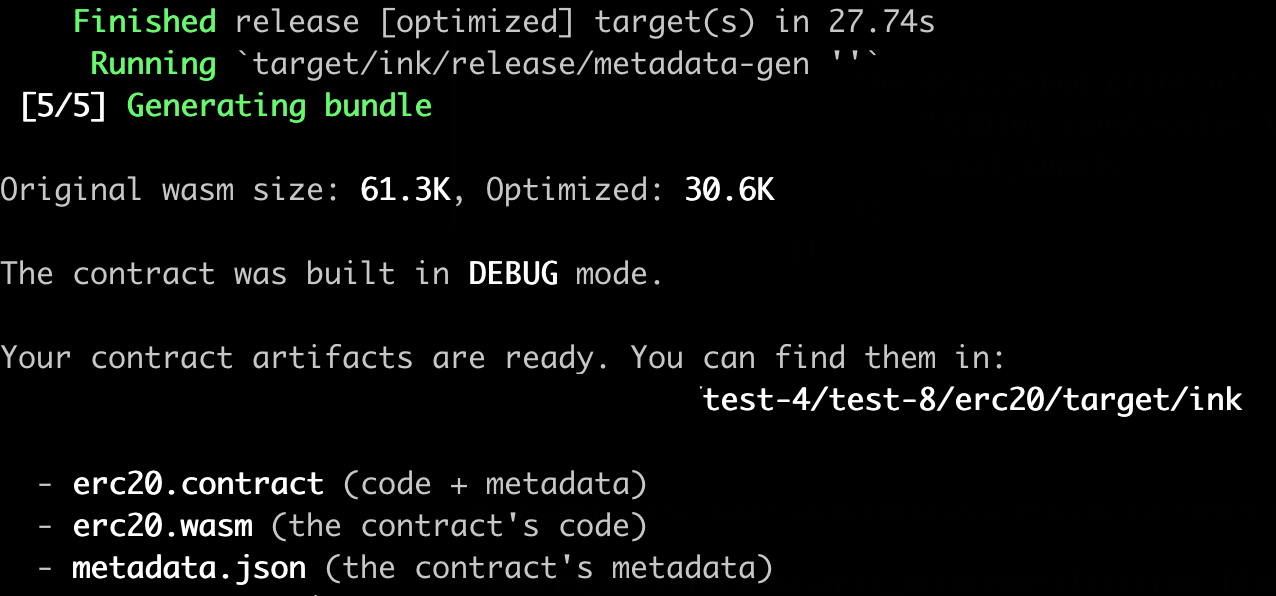 Finished release [optimized] target(s) in 27.74s
Running `target/ink/release/metadata-gen ''`
[5/5] Generating bundle
Original wasm size: 61.3K, Optimized: 30.6K
The contract was built in DEBUG mode.
Your contract artifacts are ready. You can find them in:
test-4/test-8/erc20/target/ink
- erc20.contract (code + metadata)
- erc20.wasm (the contract's code)
- metadata.json (the contract's metadata)